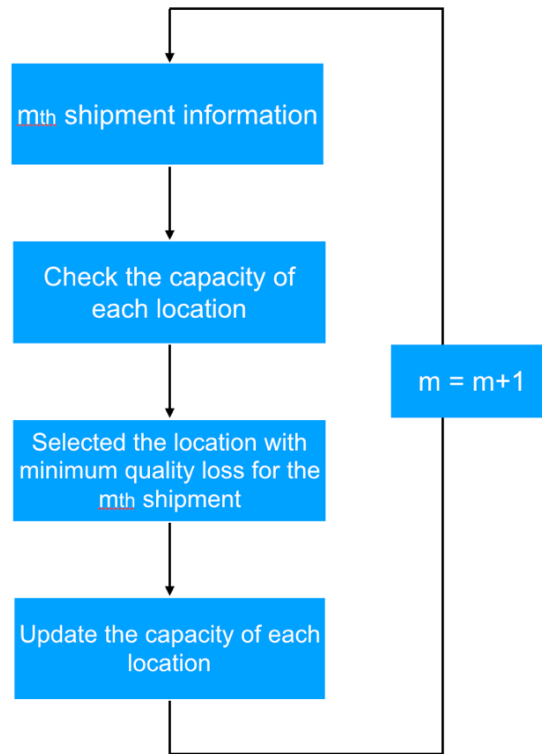 mth shipment information
Check the capacity of
each location
m = m+1
Selected the location with
minimum quality loss for the
mth shipment
Update the capacity of each
location